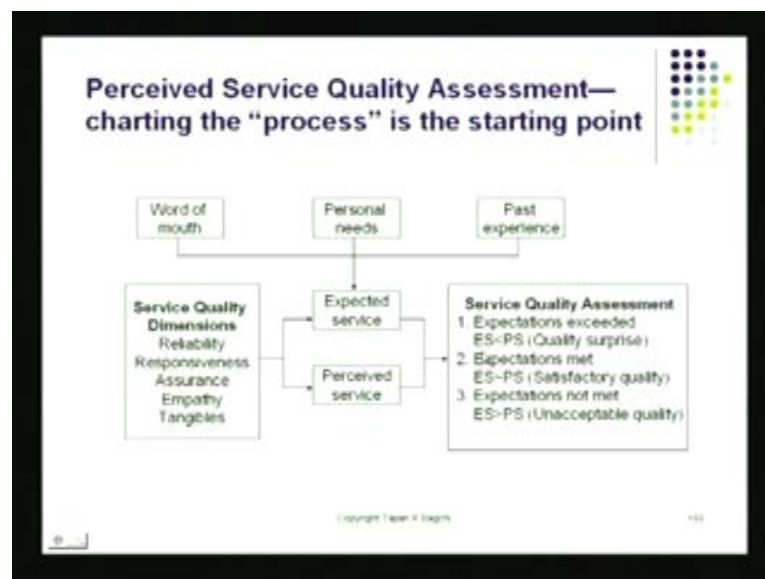 Perceived Service Quality Assessment—
charting the “process” is the starting point
Word of
mouth
Personal
needs
Past
experience
Service Quality
Dimensions
Reliability
Responsiveness
Assurance
Empathy
Tangibles
Expected
service
Perceived
service
Service Quality Assessment
1. Expectations exceeded
ES<PS (Quality surprise)
2. Expectations met
ES~PS (Satisfactory quality)
3. Expectations not met
ES>PS (Unacceptable quality)
Copyright Tapan